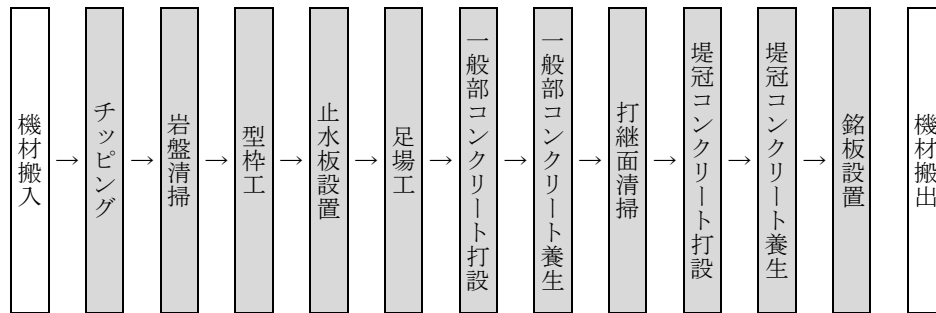 機材搬入
→
チッピング
→
岩盤清掃
→
型枠工
→
止水板設置
→
足場工
→
一般部コンクリート打設
→
一般部コンクリート養生
→
打継面清掃
→
堤冠コンクリート打設
→
堤冠コンクリート養生
→
銘板設置
機材搬出